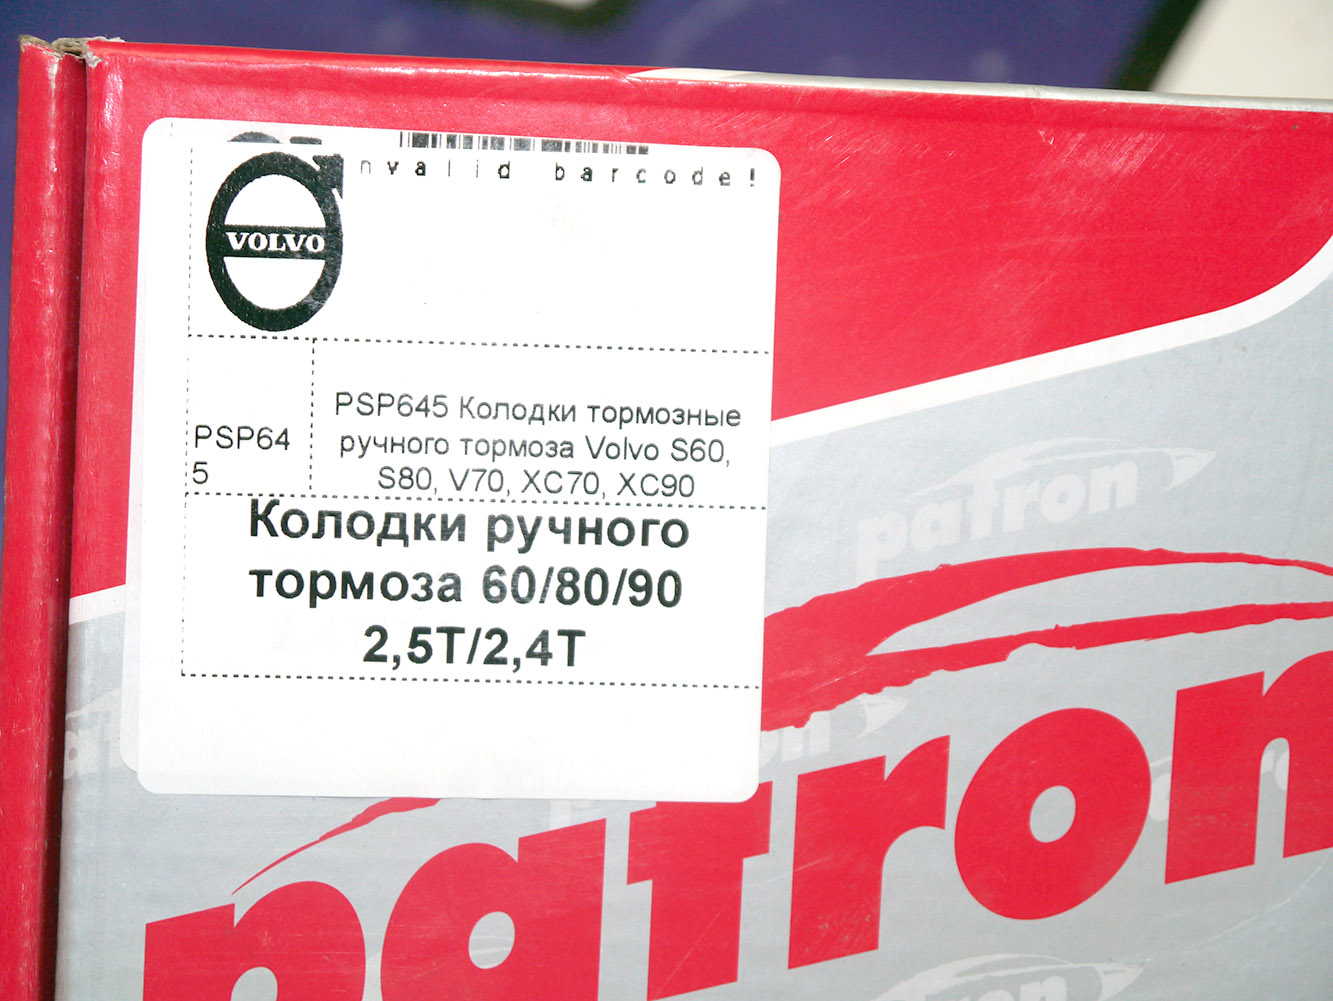 nvalid barcode!
VOLVO
PSP64
5
PSP645 Колодки тормозные
ручного тормоза Volvo S60,
S80, V70, XC70, XC90
Колодки ручного
тормоза 60/80/90
2,5T/2,4T
patron
patron